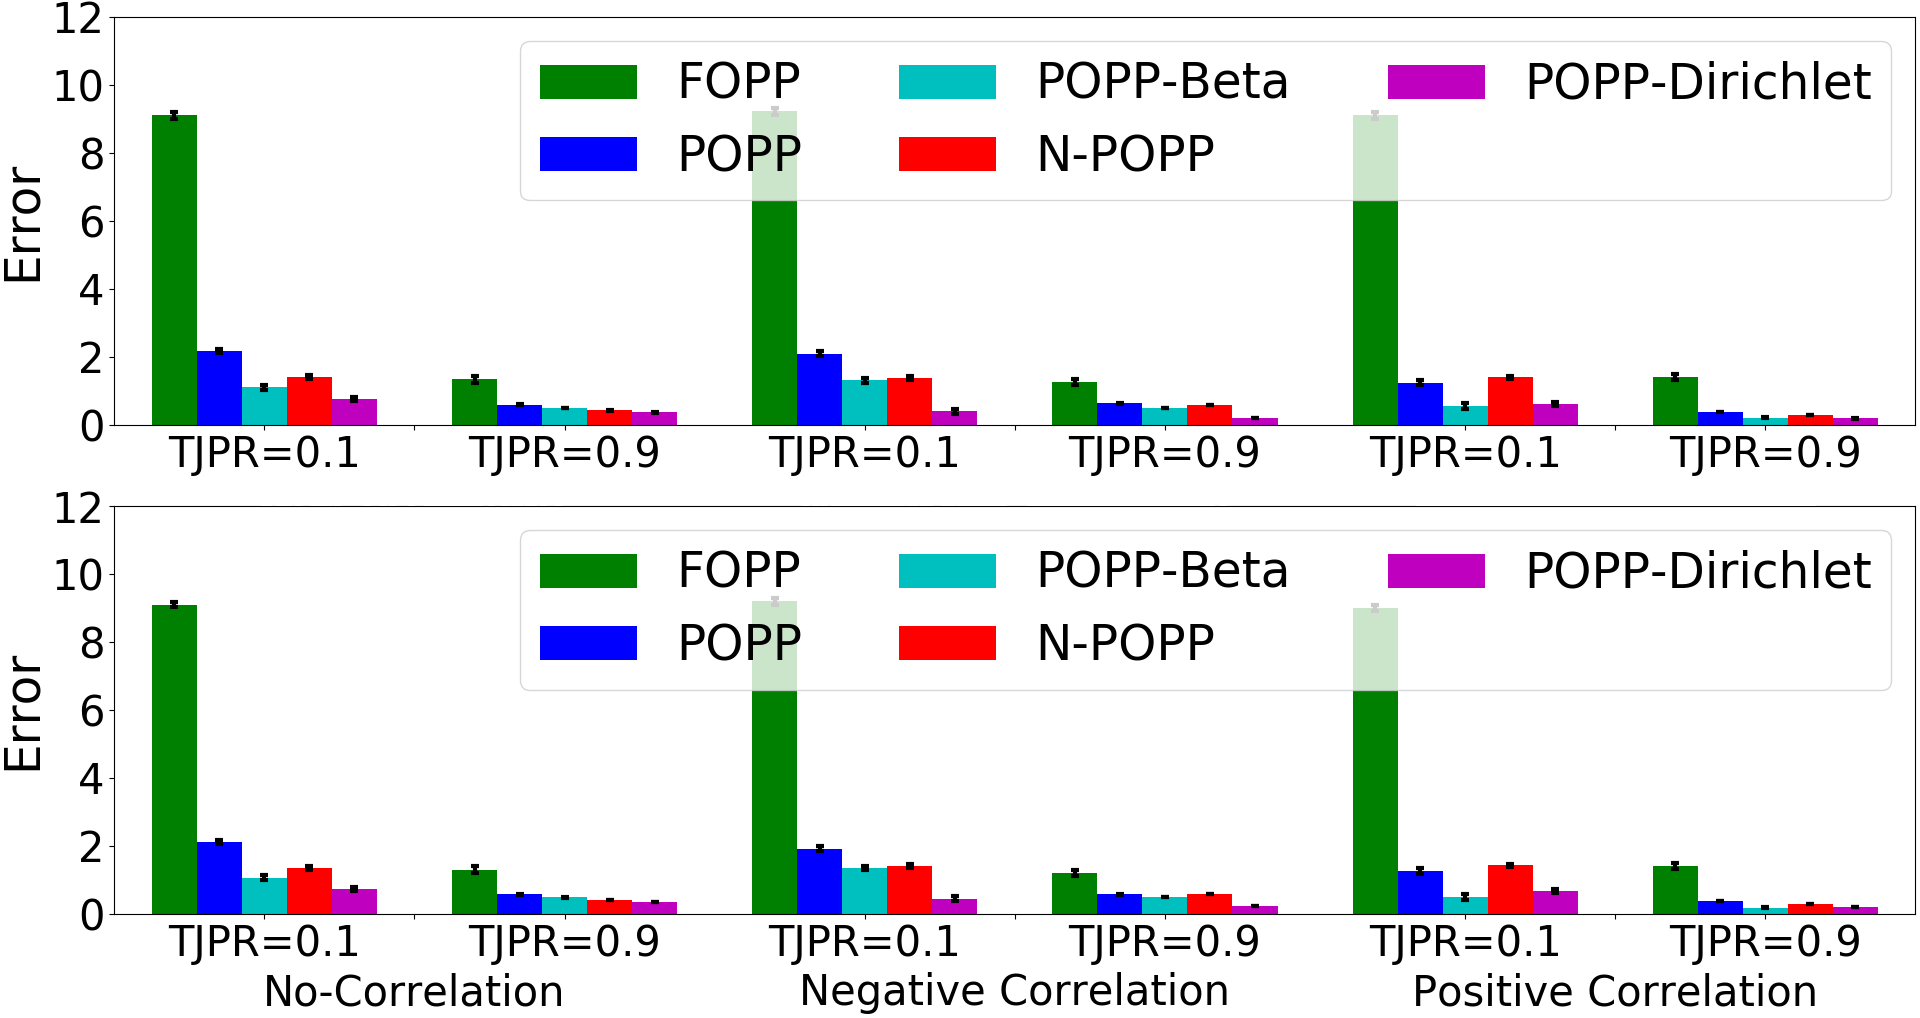 12
10
8
6
4
2
0
Error
FOPP POPP-Beta POPP-Dirichlet
POPP N-POPP
TJPR=0.1 TJPR=0.9 TJPR=0.1 TJPR=0.9 TJPR=0.1 TJPR=0.9
12
10
8
6
4
2
0
Error
FOPP POPP-Beta POPP-Dirichlet
POPP N-POPP
TJPR=0.1 TJPR=0.9 TJPR=0.1 TJPR=0.9 TJPR=0.1 TJPR=0.9
No-Correlation Negative Correlation Positive Correlation